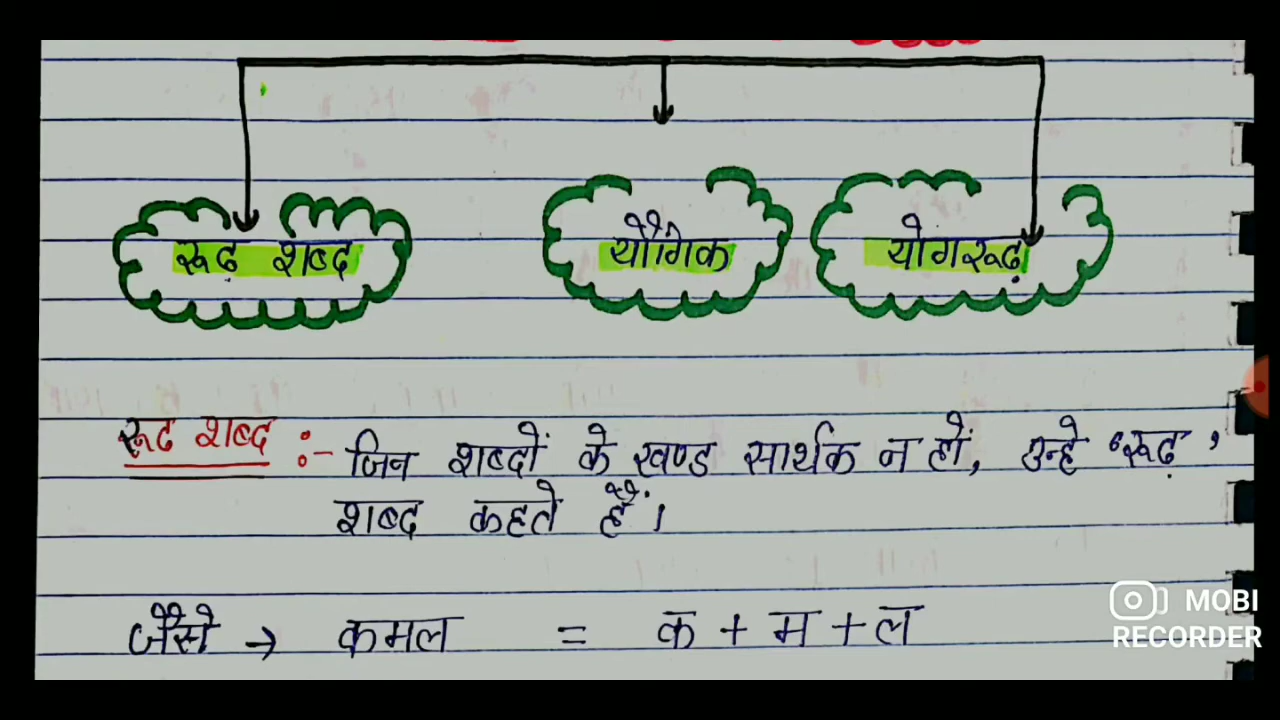 रूढ़ शब्द यौगिक योगरूढ़
रूढ शब्द :- जिन शब्दों के खण्ड सार्थक न हों, उन्हे ‘रूढ़’
शब्द कहते हैं।
जैसे → कमल = क + म + ल
MOBI
RECORDER